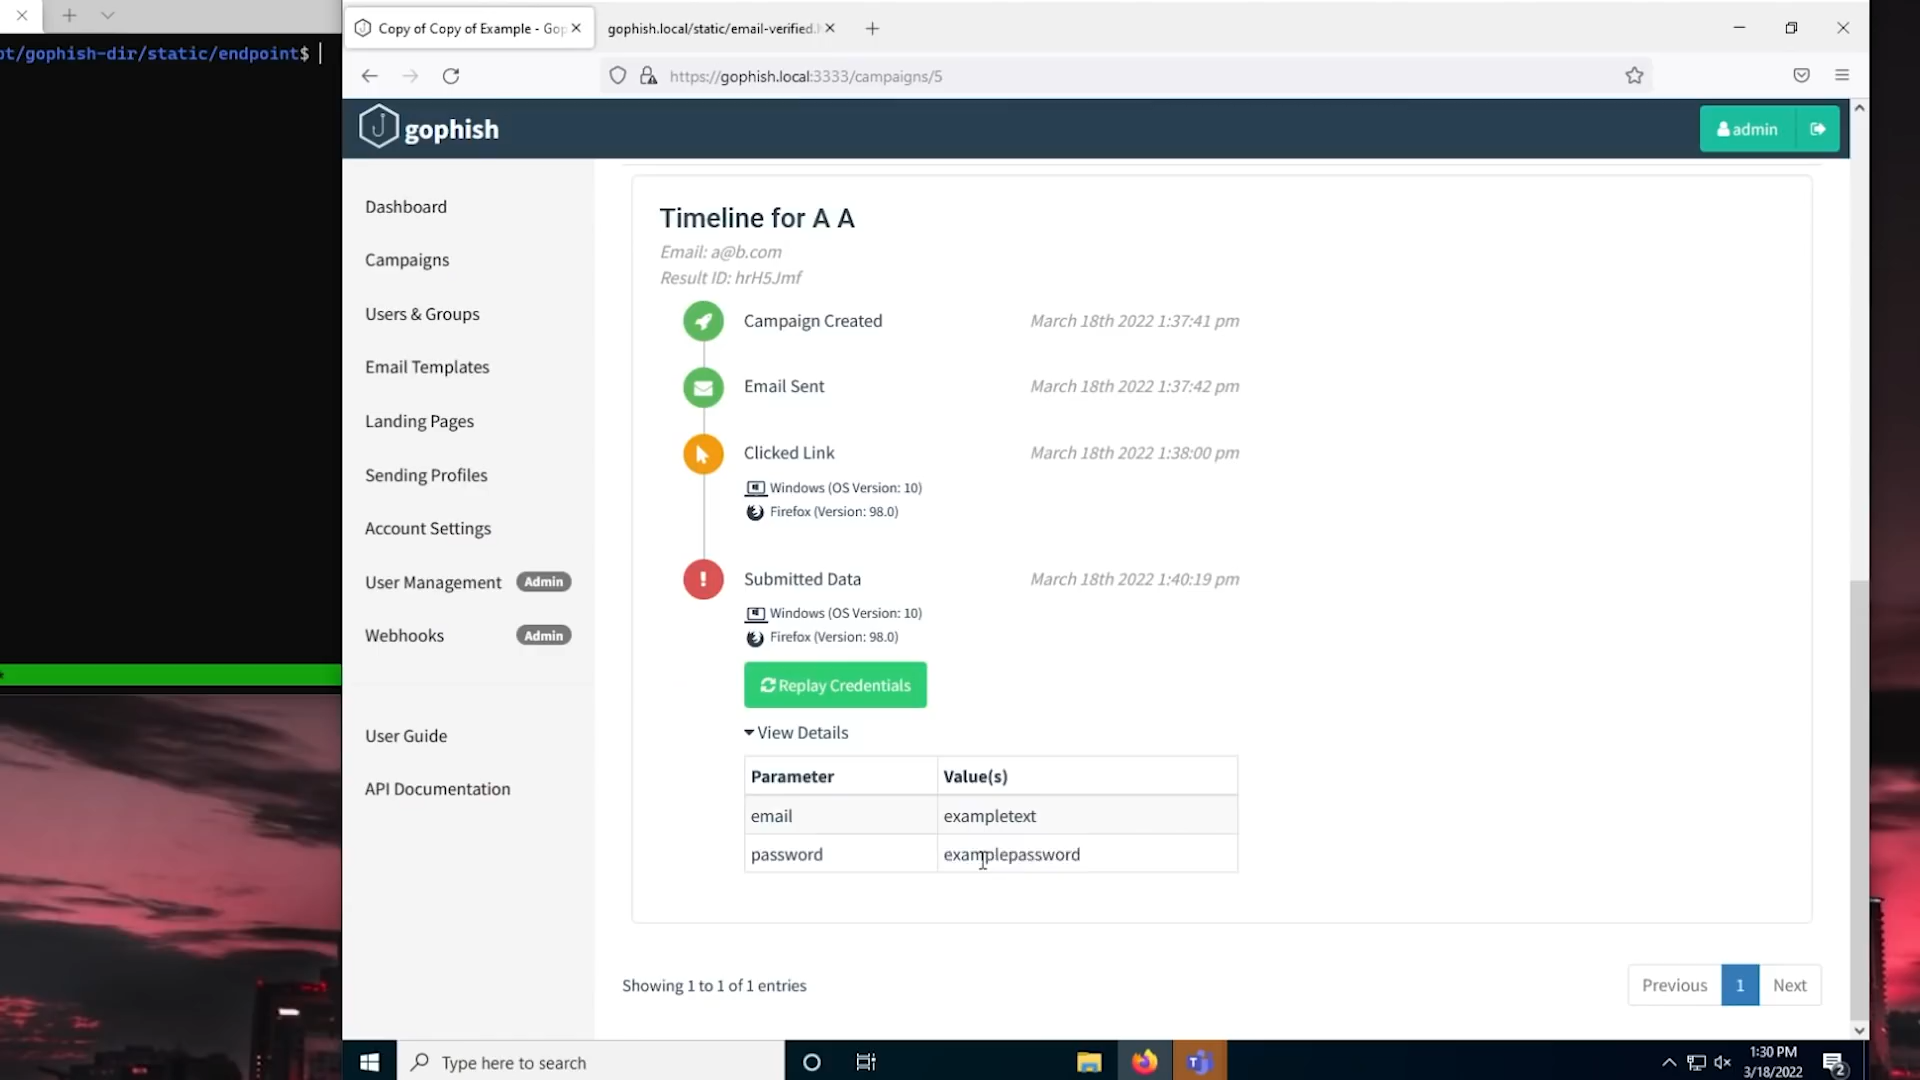 Copy of Copy of Example - Gop
gophish.local/static/email-verified.
ot/gophish-dir/static/endpoint$
https://gophish.local:3333/campaigns/5
gophish
admin
Dashboard
Campaigns
Users & Groups
Email Templates
Landing Pages
Sending Profiles
Account Settings
User Management Admin
Webhooks Admin
User Guide
API Documentation
Timeline for A A
Email: a@b.com
Result ID: hrH5Jmf
Campaign Created March 18th 2022 1:37:41 pm
Email Sent March 18th 2022 1:37:42 pm
Clicked Link March 18th 2022 1:38:00 pm
Windows (OS Version: 10)
Firefox (Version: 98.0)
Submitted Data March 18th 2022 1:40:19 pm
Windows (OS Version: 10)
Firefox (Version: 98.0)
Replay Credentials
View Details
Parameter Value(s)
email exampletext
password examplepassword
Showing 1 to 1 of 1 entries
Previous 1 Next
Type here to search
1:30 PM
3/18/2022
2